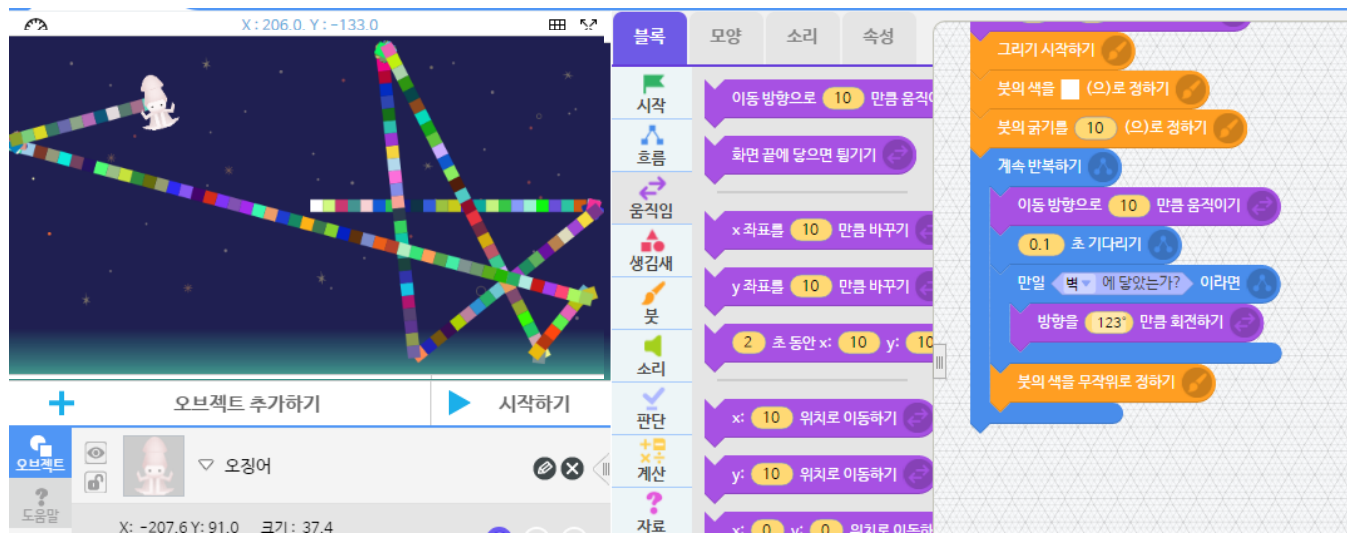 X : 206.0, Y : -133.0
블록
모양
소리
속성
시작
흐름
움직임
생김새
붓
소리
판단
계산
자료
이동 방향으로 10 만큼 움직이
화면 끝에 닿으면 튕기기
x 좌표를 10 만큼 바꾸기
y 좌표를 10 만큼 바꾸기
2 초 동안 x: 10 y: 10
x: 10 위치로 이동하기
y: 10 위치로 이동하기
x: 0 y: 0 위치로 이동하
그리기 시작하기
붓의 색을 (으)로 정하기
붓의 굵기를 10 (으)로 정하기
계속 반복하기
이동 방향으로 10 만큼 움직이기
0.1 초 기다리기
만일 벽 에 닿았는가? 이라면
방향을 123° 만큼 회전하기
붓의 색을 무작위로 정하기
오브젝트 추가하기
시작하기
오브젝트
도움말
오징어
X: -207.6 Y: 91.0 크기 : 37.4